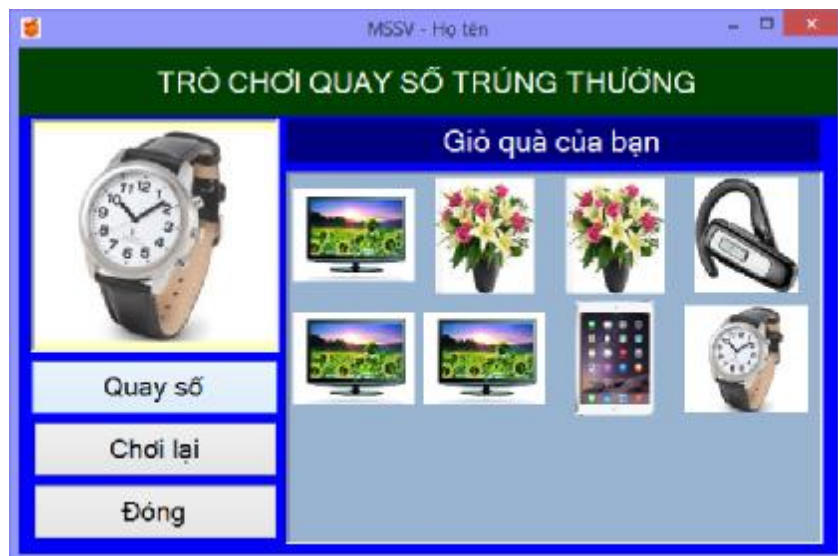 MSSV - Họ tên
TRÒ CHƠI QUAY SỐ TRÚNG THƯỞNG
Giỏ quà của bạn
Quay số
Chơi lại
Đóng